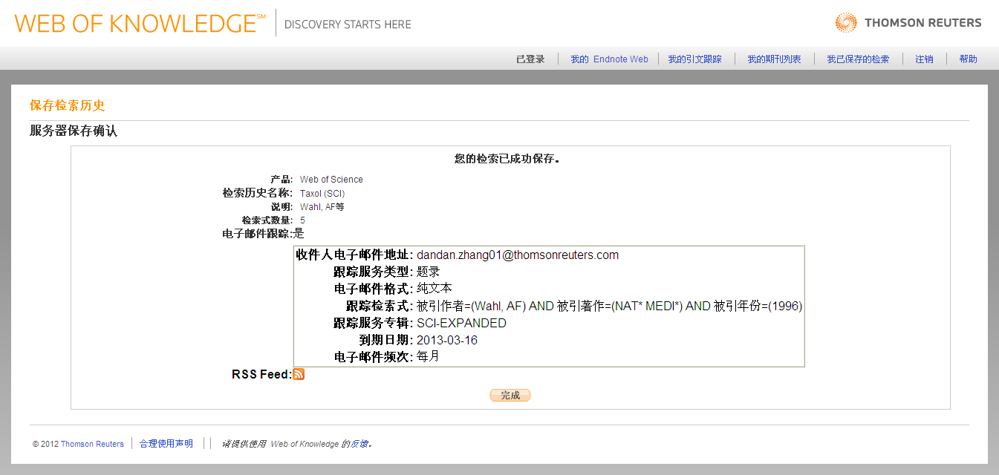 WEB OF KNOWLEDGE℠ DISCOVERY STARTS HERE THOMSON REUTERS
已登录 我的 Endnote Web 我的引文跟踪 我的期刊列表 我已保存的检索 注销 帮助
保存检索历史
服务器保存确认
您的检索已成功保存。
产品: Web of Science
检索历史名称: Taxol (SCI)
说明: Wahl, AF等
检索式数量: 5
电子邮件跟踪:是
收件人电子邮件地址: dandan.zhang01@thomsonreuters.com
跟踪服务类型: 题录
电子邮件格式: 纯文本
跟踪检索式: 被引作者=(Wahl, AF) AND 被引著作=(NAT* MEDI*) AND 被引年份=(1996)
跟踪服务专辑: SCI-EXPANDED
到期日期: 2013-03-16
电子邮件频次: 每月
RSS Feed:
完成
© 2012 Thomson Reuters 合理使用声明 请提供使用 Web of Knowledge 的反馈。